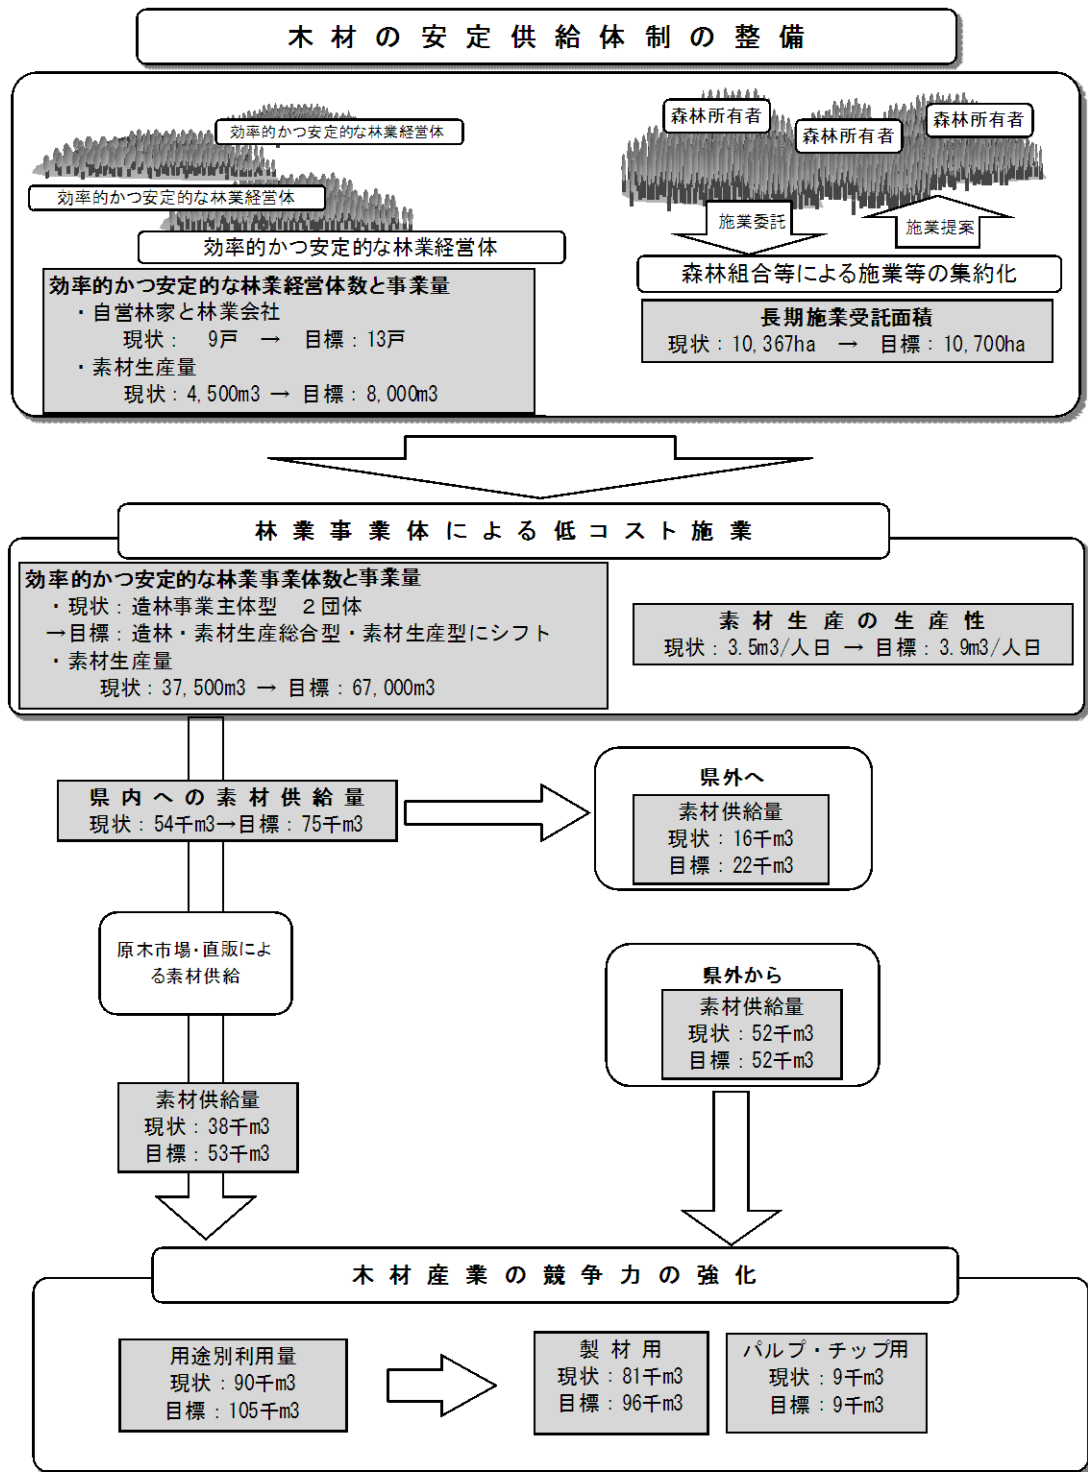 木材の安定供給体制の整備
効率的かつ安定的な林業経営体
効率的かつ安定的な林業経営体
効率的かつ安定的な林業経営体
森林所有者
森林所有者
森林所有者
施業委託
施業提案
森林組合等による施業等の集約化
効率的かつ安定的な林業経営体数と事業量
・自営林家と林業会社
現状： 9戸 → 目標：13戸
・素材生産量
現状：4,500m3 → 目標：8,000m3
長期施業受託面積
現状：10,367ha → 目標：10,700ha
林業事業体による低コスト施業
効率的かつ安定的な林業事業体数と事業量
・現状：造林事業主体型 ２団体
→目標：造林・素材生産総合型・素材生産型にシフト
・素材生産量
現状：37,500m3 → 目標：67,000m3
素材生産の生産性
現状：3.5m3/人日 → 目標：3.9m3/人日
県内への素材供給量
現状：54千m3→目標：75千m3
県外へ
素材供給量
現状：16千m3
目標：22千m3
原木市場・直販によ
る素材供給
県外から
素材供給量
現状：52千m3
目標：52千m3
素材供給量
現状：38千m3
目標：53千m3
木材産業の競争力の強化
用途別利用量
現状：90千m3
目標：105千m3
製材用
現状：81千m3
目標：96千m3
パルプ・チップ用
現状：9千m3
目標：9千m3